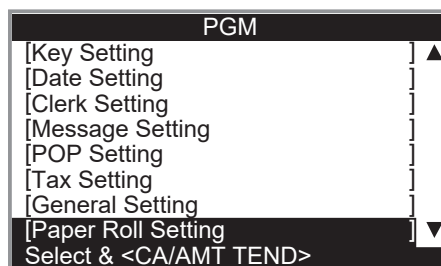 PGM
[Key Setting ] ▲
[Date Setting ]
[Clerk Setting ]
[Message Setting ]
[POP Setting ]
[Tax Setting ]
[General Setting ]
[Paper Roll Setting ] ▼
Select & <CA/AMT TEND>